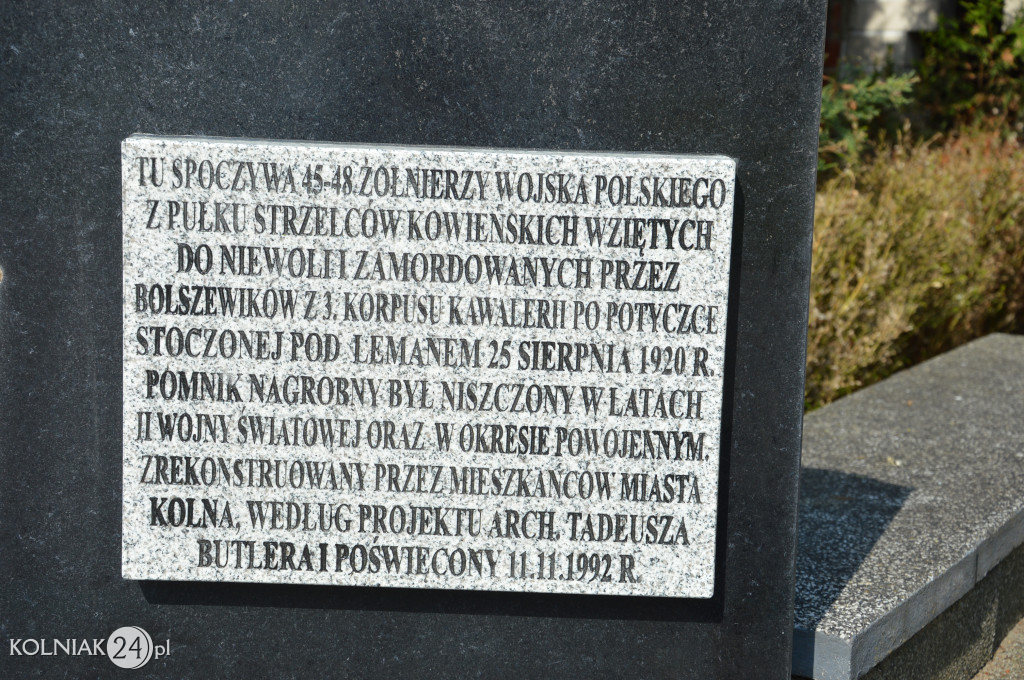 TU SPOCZYWA 45-48 ŻOŁNIERZY WOJSKA POLSKIEGO
Z PUŁKU STRZELCÓW KOWIEŃSKICH WZIĘTYCH
DO NIEWOLI I ZAMORDOWANYCH PRZEZ
BOLSZEWIKÓW Z 3. KORPUSU KAWALERII PO POTYCZCE
STOCZONEJ POD ŁEMANEM 25 SIERPNIA 1920 R.
POMNIK NAGROBNY BYŁ NISZCZONY W LATACH
II WOJNY ŚWIATOWEJ ORAZ W OKRESIE POWOJENNYM.
ZREKONSTRUOWANY PRZEZ MIESZKAŃCÓW MIASTA
KOLNA, WEDŁUG PROJEKTU ARCH. TADEUSZA
BUTLERA I POŚWIĘCONY 11.11.1992 R.
KOLNIAK24.pl